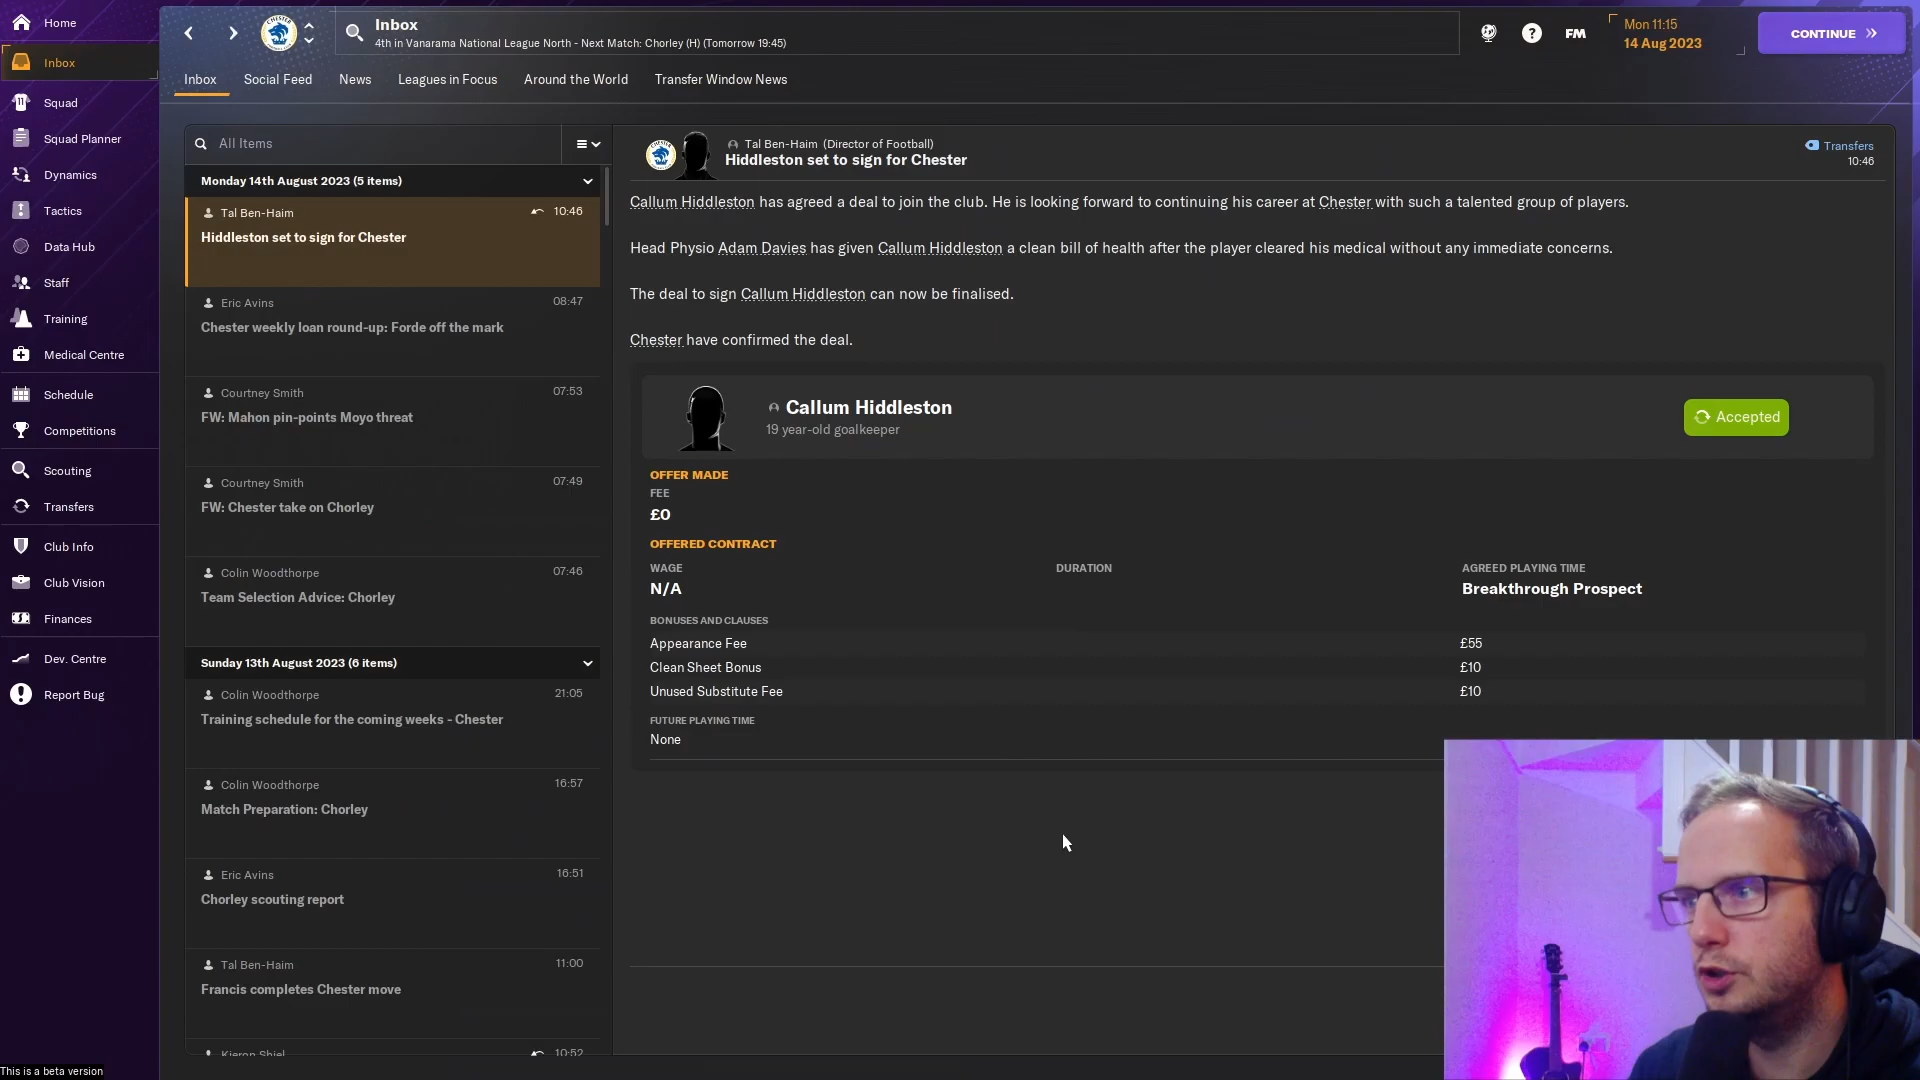 Home
Inbox
Squad
Squad Planner
Dynamics
Tactics
Data Hub
Staff
Training
Medical Centre
Schedule
Competitions
Scouting
Transfers
Club Info
Club Vision
Finances
Dev. Centre
Report Bug
This is a beta version
CHESTER
Inbox
4th in Vanarama National League North - Next Match: Chorley (H) (Tomorrow 19:45)
FM
Mon 11:15
14 Aug 2023
CONTINUE
Inbox Social Feed News Leagues in Focus Around the World Transfer Window News
All Items
Monday 14th August 2023 (5 items)
Tal Ben-Haim 10:46
Hiddleston set to sign for Chester
Eric Avins 08:47
Chester weekly loan round-up: Forde off the mark
Courtney Smith 07:53
FW: Mahon pin-points Moyo threat
Courtney Smith 07:49
FW: Chester take on Chorley
Colin Woodthorpe 07:46
Team Selection Advice: Chorley
Sunday 13th August 2023 (6 items)
Colin Woodthorpe 21:05
Training schedule for the coming weeks - Chester
Colin Woodthorpe 16:57
Match Preparation: Chorley
Eric Avins 16:51
Chorley scouting report
Tal Ben-Haim 11:00
Francis completes Chester move
Kieron Shiel 10:52
Tal Ben-Haim (Director of Football)
Hiddleston set to sign for Chester
Transfers
10:46
Callum Hiddleston has agreed a deal to join the club. He is looking forward to continuing his career at Chester with such a talented group of players.
Head Physio Adam Davies has given Callum Hiddleston a clean bill of health after the player cleared his medical without any immediate concerns.
The deal to sign Callum Hiddleston can now be finalised.
Chester have confirmed the deal.
Callum Hiddleston
19 year-old goalkeeper
Accepted
OFFER MADE
FEE
£0
OFFERED CONTRACT
WAGE DURATION AGREED PLAYING TIME
N/A Breakthrough Prospect
BONUSES AND CLAUSES
Appearance Fee £55
Clean Sheet Bonus £10
Unused Substitute Fee £10
FUTURE PLAYING TIME
None